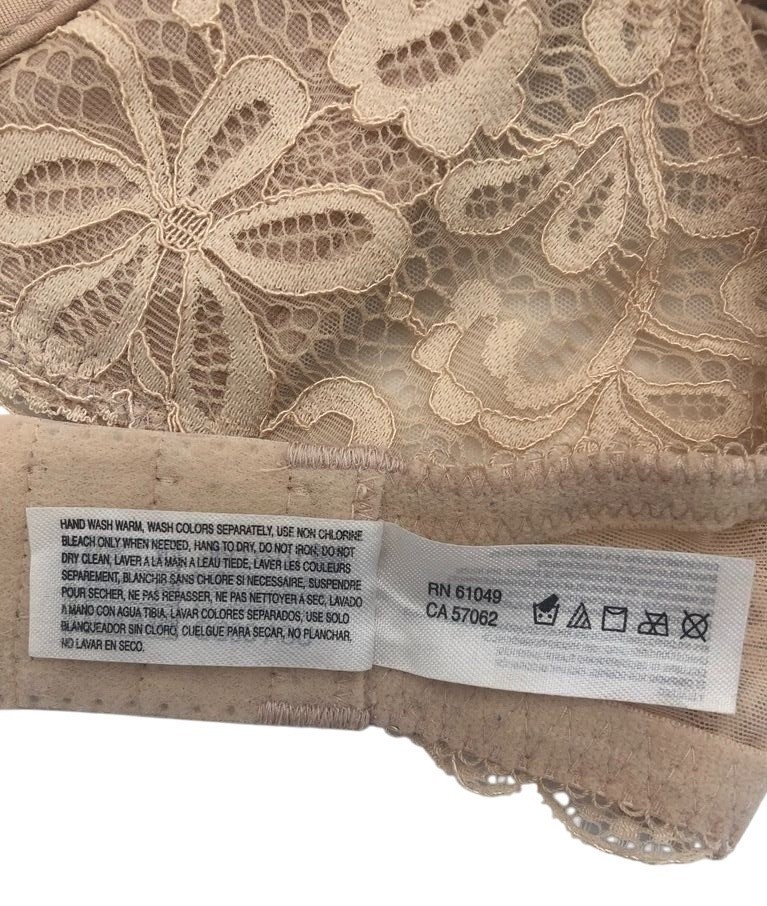 HAND WASH WARM, WASH COLORS SEPARATELY, USE NON CHLORINE
BLEACH ONLY WHEN NEEDED, HANG TO DRY, DO NOT IRON, DO NOT
DRY CLEAN, LAVER A LA MAIN A LEAU TIEDE, LAVER LES COULEURS
SEPAREMENT, BLANCHIR SANS CHLORE SI NECESSAIRE, SUSPENDRE
POUR SECHER, NE PAS REPASSER, NE PAS NETTOYER A SEC, LAVADO
A MANO CON AGUA TIBIA, LAVAR COLORES SEPARADOS, USE SOLO
BLANQUEADOR SIN CLORO, CUELGUE PARA SECAR, NO PLANCHAR,
NO LAVAR EN SECO.
RN 61049
CA 57062